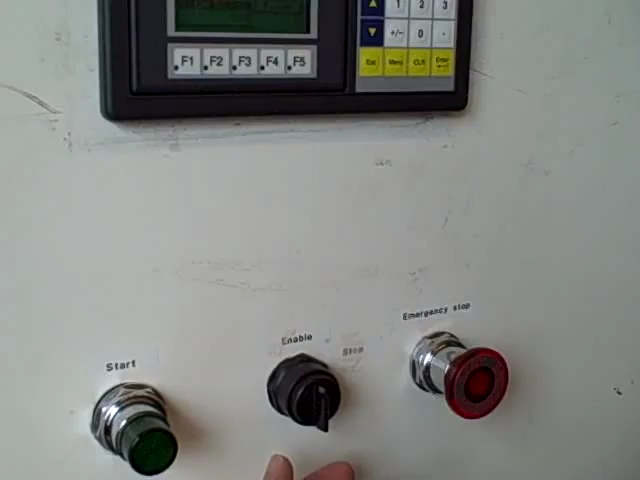 1 2 3
+/- 0 .
F1 F2 F3 F4 F5
Esc Menu CLR Enter
Emergency stop
Enable
Stop
Start